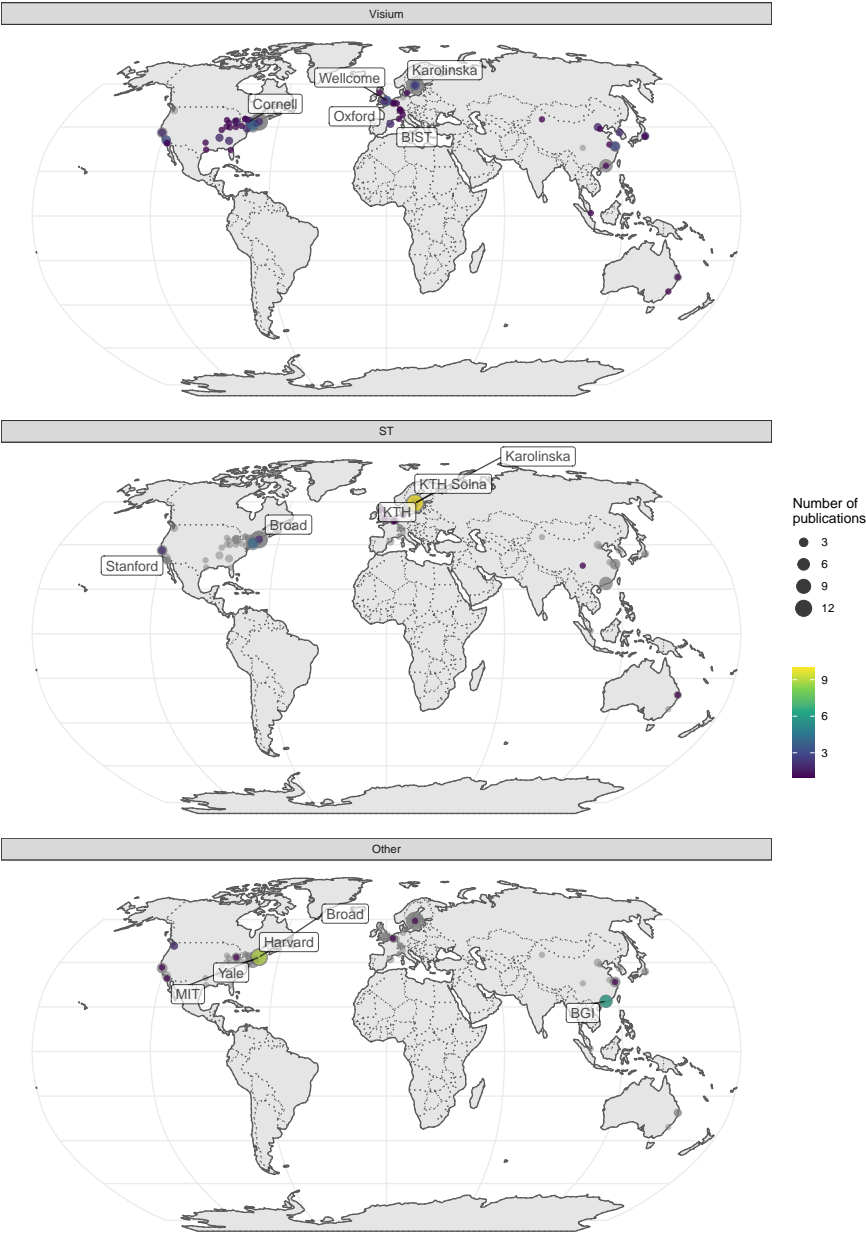 Visium
Karolinska
Wellcome
Cornell
Oxford
BIST
ST
Karolinska
KTH Solna
KTH
Broad
Stanford
Number of
publications
3
6
9
12
9
6
3
Other
Broad
Harvard
Yale
MIT
BGI